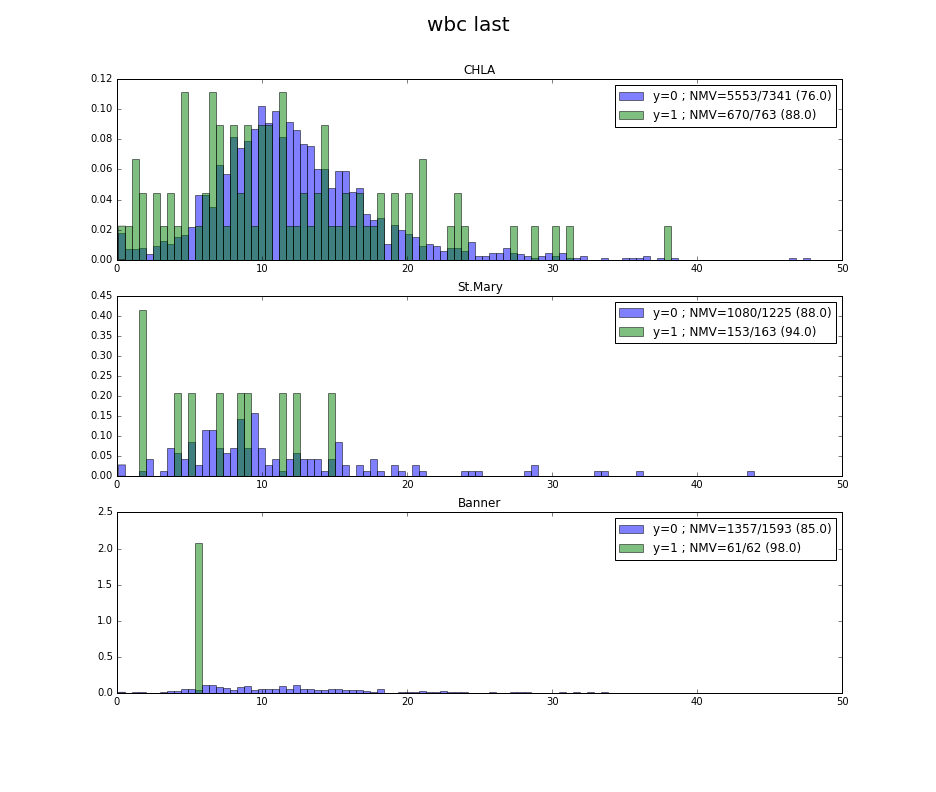 wbc last
CHLA
0.12
0.10
0.08
0.06
0.04
0.02
0.00
y=0 ; NMV=5553/7341 (76.0)
y=1 ; NMV=670/763 (88.0)
0 10 20 30 40 50
St.Mary
0.45
0.40
0.35
0.30
0.25
0.20
0.15
0.10
0.05
0.00
y=0 ; NMV=1080/1225 (88.0)
y=1 ; NMV=153/163 (94.0)
0 10 20 30 40 50
Banner
2.5
2.0
1.5
1.0
0.5
0.0
y=0 ; NMV=1357/1593 (85.0)
y=1 ; NMV=61/62 (98.0)
0 10 20 30 40 50